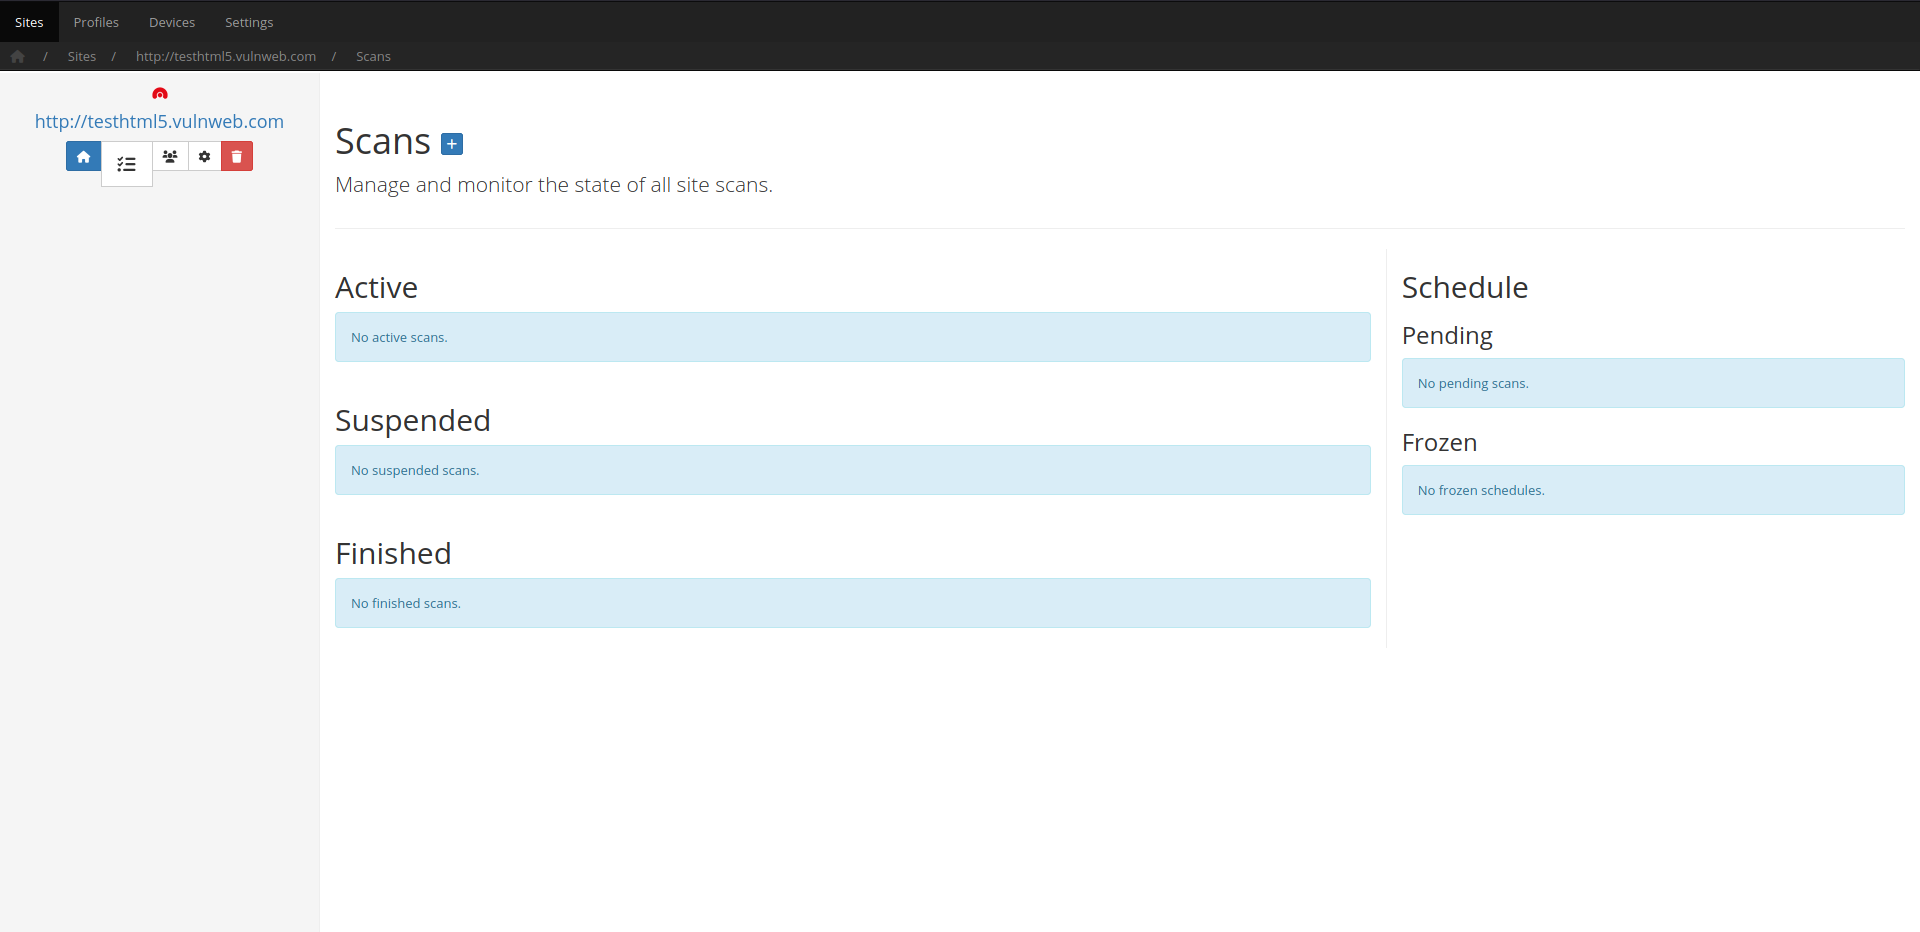 Sites Profiles Devices Settings
/ Sites / http://testhtml5.vulnweb.com / Scans
http://testhtml5.vulnweb.com
Scans +
Manage and monitor the state of all site scans.
Active
No active scans.
Suspended
No suspended scans.
Finished
No finished scans.
Schedule
Pending
No pending scans.
Frozen
No frozen schedules.